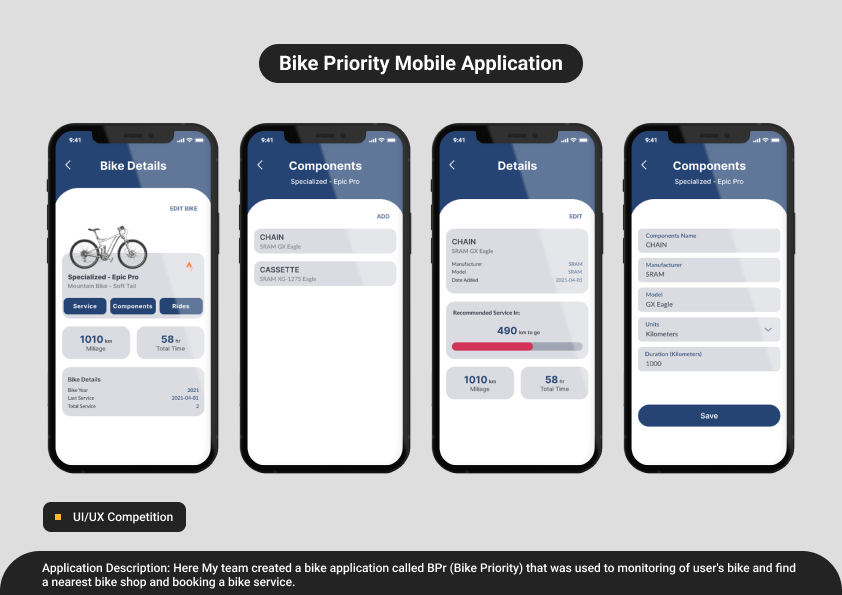 Bike Priority Mobile Application
9:41
Bike Details
EDIT BIKE
Specialized - Epic Pro
Mountain Bike - Soft Tail
Service
Components
Rides
1010 km
Miliage
58 hr
Total Time
Bike Details
Bike Year 2021
Last Service 2021-04-01
Total Service 2
9:41
Components
Specialized - Epic Pro
ADD
CHAIN
SRAM GX Eagle
CASSETTE
SRAM XG-1275 Eagle
9:41
Details
EDIT
CHAIN
SRAM GX Eagle
Manufacturer SRAM
Model SRAM
Date Added 2021-04-01
Recommended Service In:
490 km to go
1010 km
Miliage
58 hr
Total Time
9:41
Components
Specialized - Epic Pro
Components Name
CHAIN
Manufacturer
SRAM
Model
GX Eagle
Units
Kilometers
Duration (Kilometers)
1000
Save
UI/UX Competition
Application Description: Here My team created a bike application called BPr (Bike Priority) that was used to monitoring of user's bike and find
a nearest bike shop and booking a bike service.